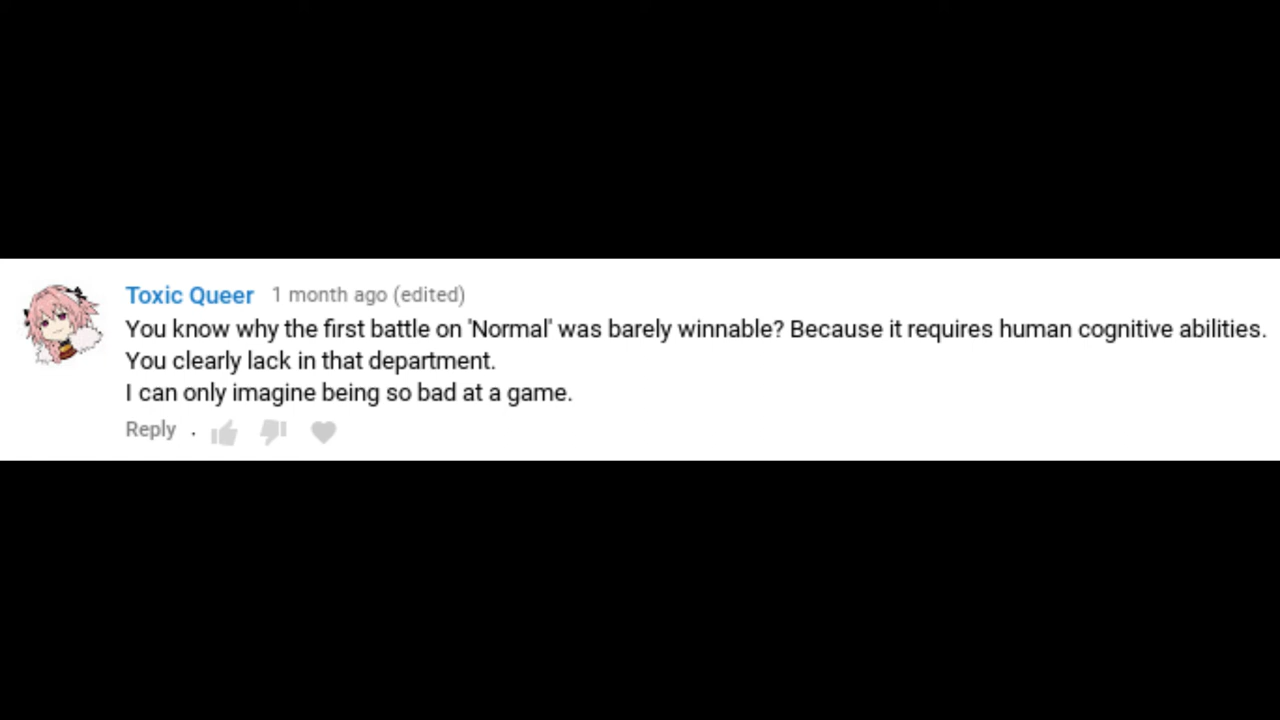 Toxic Queer 1 month ago (edited)
You know why the first battle on 'Normal' was barely winnable? Because it requires human cognitive abilities.
You clearly lack in that department.
I can only imagine being so bad at a game.
Reply .